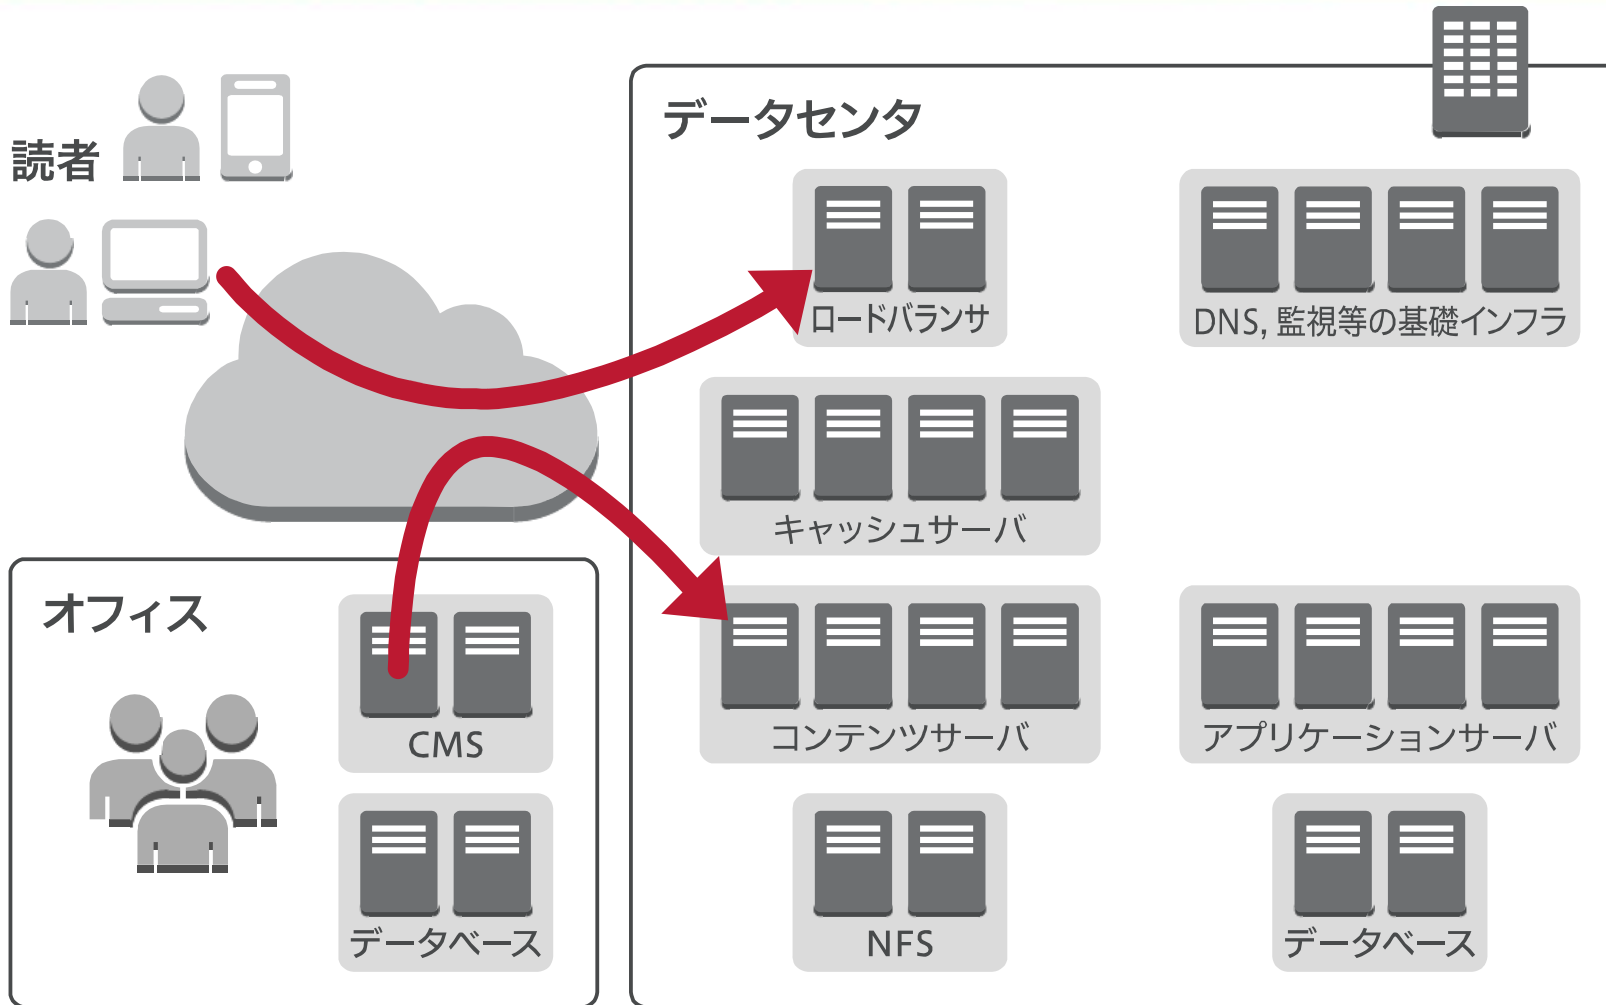 読者
データセンタ
ロードバランサ
DNS, 監視等の基礎インフラ
キャッシュサーバ
オフィス
CMS
コンテンツサーバ
アプリケーションサーバ
データベース
NFS
データベース